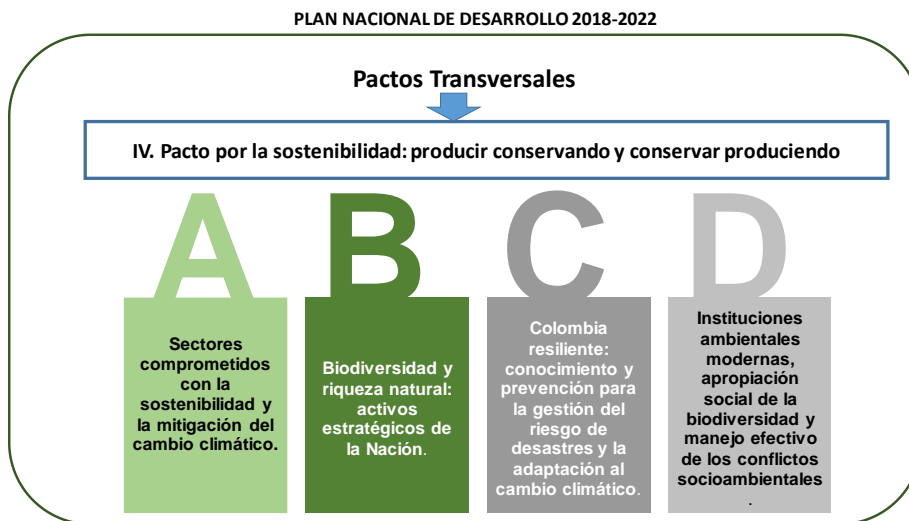 PLAN NACIONAL DE DESARROLLO 2018-2022
Pactos Transversales
IV. Pacto por la sostenibilidad: producir conservando y conservar produciendo
A
Sectores
comprometidos
con la
sostenibilidad y
la mitigación del
cambio climático.
B
Biodiversidad y
riqueza natural:
activos
estratégicos de
la Nación.
C
Colombia
resiliente:
conocimiento y
prevención para
la gestión del
riesgo de
desastres y la
adaptación al
cambio climático.
D
Instituciones
ambientales
modernas,
apropiación
social de la
biodiversidad y
manejo efectivo
de los conflictos
socioambientales
.